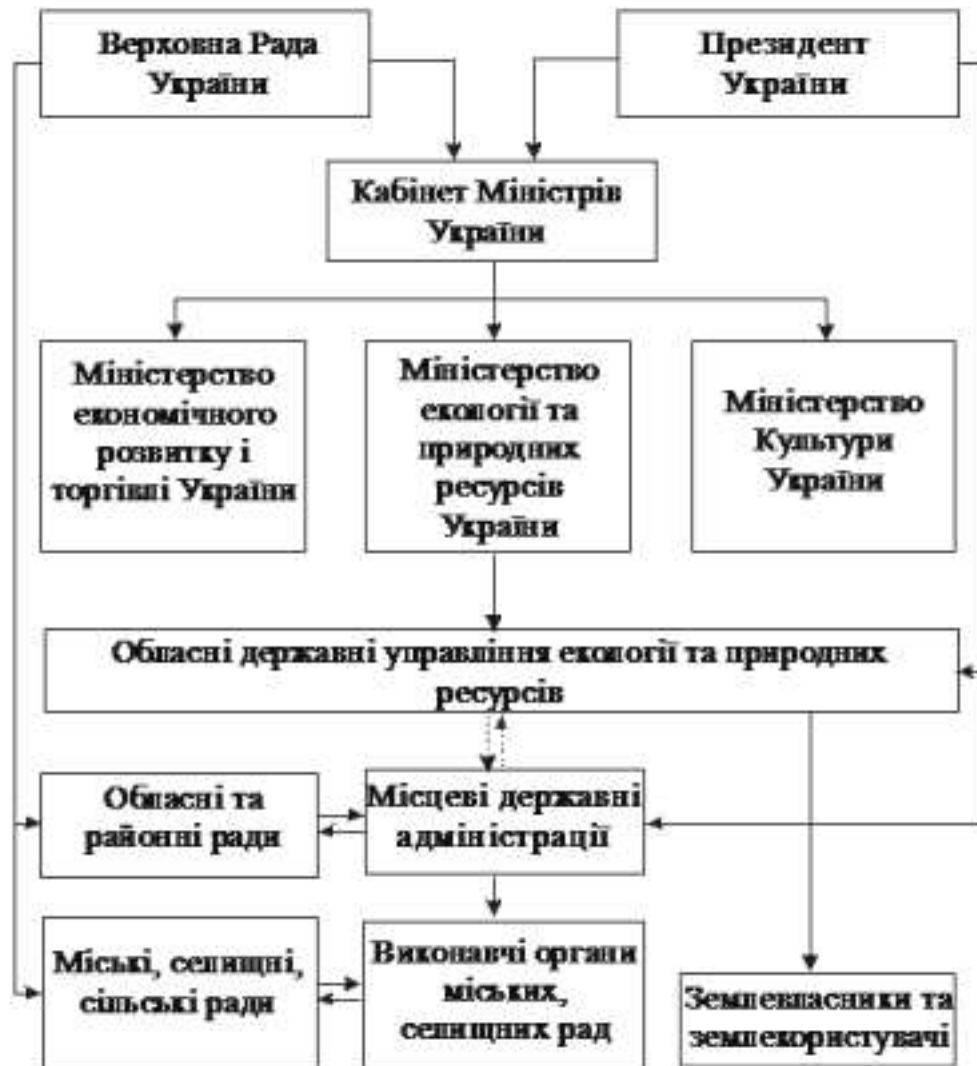 Верховна Рада
України
Президент
України
Кабінет Міністрів
України
Міністерство
економічного
розвитку і
торгівлі України
Міністерство
екології та
природних
ресурсів
України
Міністерство
Культури
України
Обласні державні управління екології та природних
ресурсів
Обласні та
районні ради
Місцеві державні
адміністрації
Міські, селищні,
сільські ради
Виконавчі органи
міських,
селищних рад
Землевласники та
землекористувачі